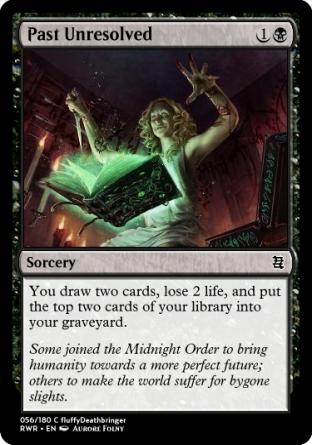 Past Unresolved 1
Sorcery
You draw two cards, lose 2 life, and put
the top two cards of your library into
your graveyard.
Some joined the Midnight Order to bring
humanity towards a more perfect future;
others to make the world suffer for bygone
slights.
056/180 C fluffyDeathbringer
RWR • EN Aurore Folny